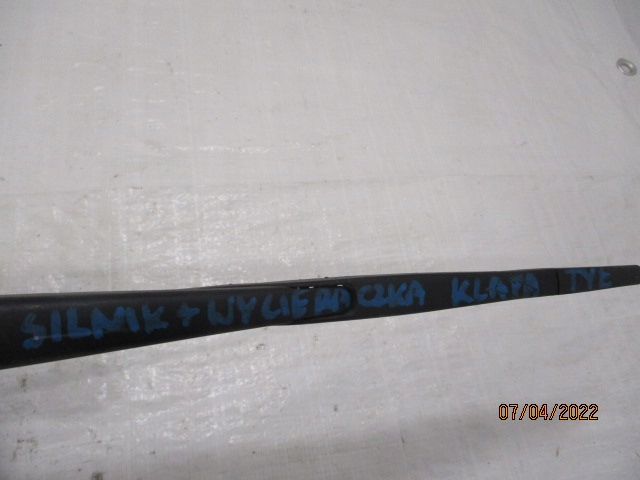 SILNIK + WYCIERACZKA KLAPA TYŁ
07/04/2022